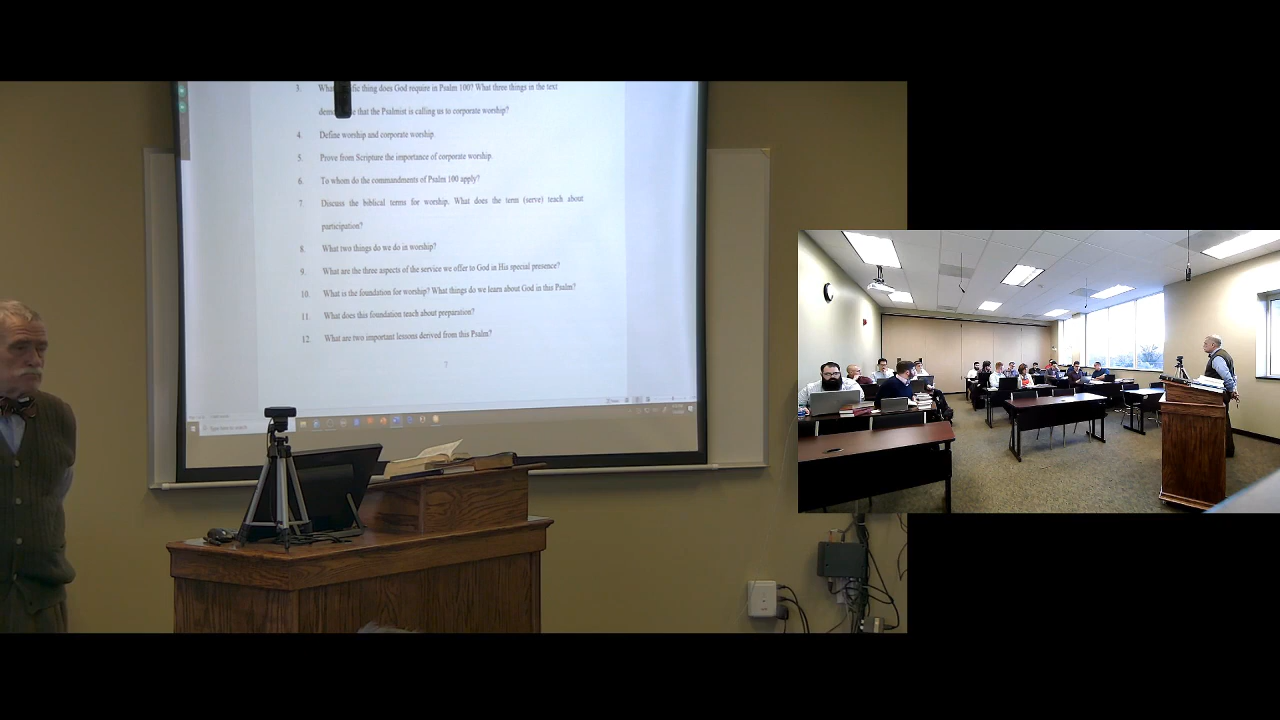 3. What fic thing does God require in Psalm 100? What three things in the text
that the Psalmist is calling us to corporate worship?
4. Define worship and corporate worship.
5. Prove from Scripture the importance of corporate worship.
6. To whom do the commandments of Psalm 100 apply?
7. Discuss the biblical terms for worship. What does the term (serve) teach about
participation?
8. What two things do we do in worship?
9. What are the three aspects of the service we offer to God in His special presence?
10. What is the foundation for worship? What things do we learn about God in this Psalm?
11. What does this foundation teach about preparation?
12. What are two important lessons derived from this Psalm?
7